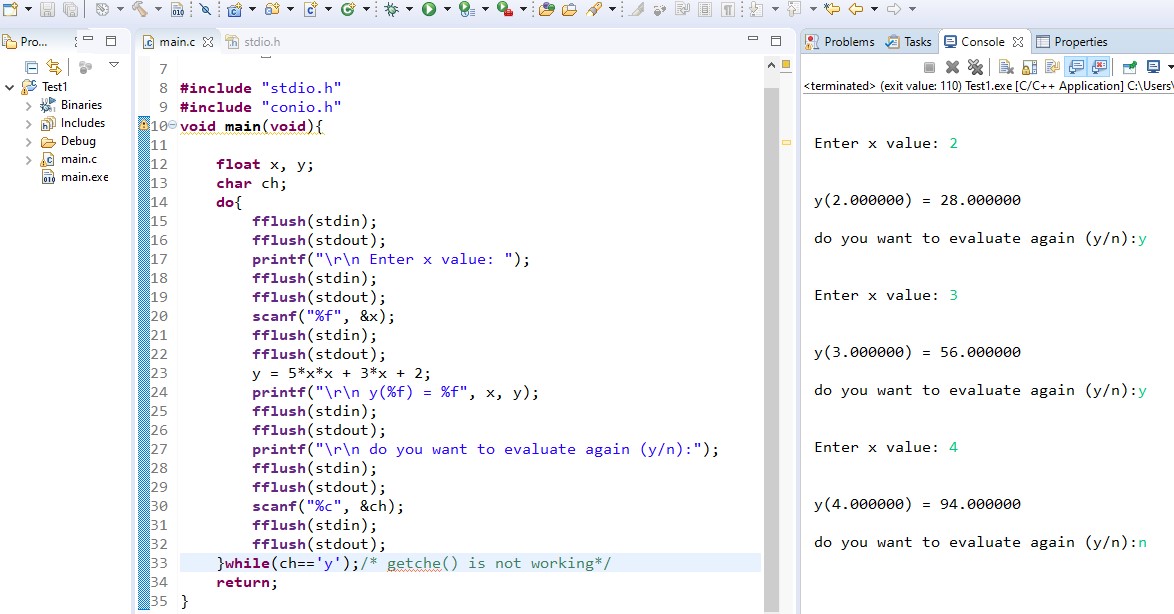 Pro...
main.c
stdio.h
Problems
Tasks
Console
Properties
Test1
Binaries
Includes
Debug
main.c
main.exe
<terminated> (exit value: 110) Test1.exe [C/C++ Application] C:\Users\
7
8 #include "stdio.h"
9 #include "conio.h"
10 void main(void){
11
12 float x, y;
13 char ch;
14 do{
15 fflush(stdin);
16 fflush(stdout);
17 printf("\r\n Enter x value: ");
18 fflush(stdin);
19 fflush(stdout);
20 scanf("%f", &x);
21 fflush(stdin);
22 fflush(stdout);
23 y = 5*x*x + 3*x + 2;
24 printf("\r\n y(%f) = %f", x, y);
25 fflush(stdin);
26 fflush(stdout);
27 printf("\r\n do you want to evaluate again (y/n):");
28 fflush(stdin);
29 fflush(stdout);
30 scanf("%c", &ch);
31 fflush(stdin);
32 fflush(stdout);
33 }while(ch=='y');/* getche() is not working*/
34 return;
35 }
Enter x value: 2
y(2.000000) = 28.000000
do you want to evaluate again (y/n):y
Enter x value: 3
y(3.000000) = 56.000000
do you want to evaluate again (y/n):y
Enter x value: 4
y(4.000000) = 94.000000
do you want to evaluate again (y/n):n